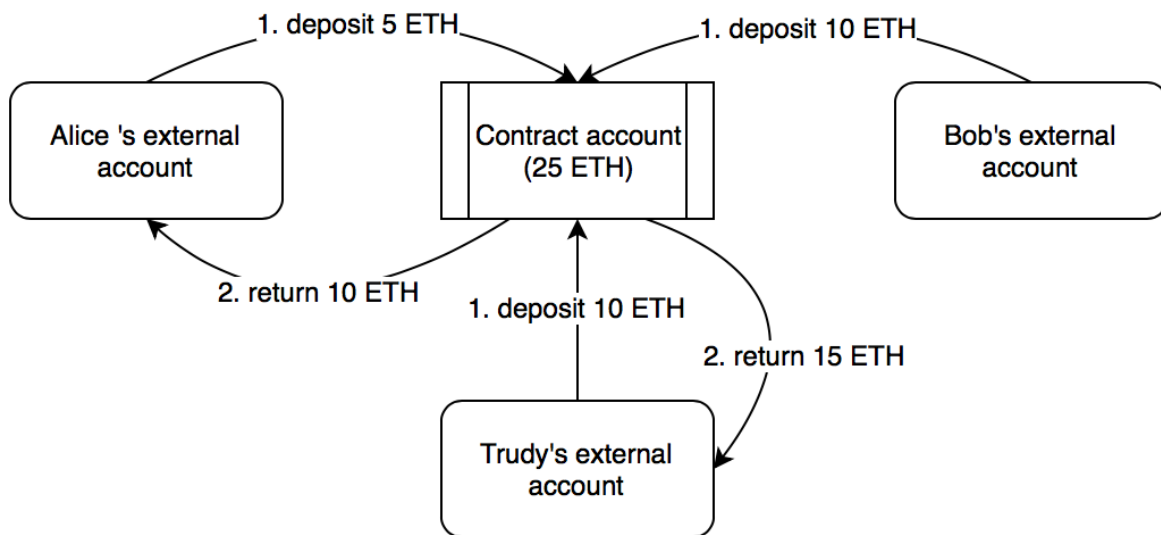 1. deposit 5 ETH
1. deposit 10 ETH
Alice 's external
account
Contract account
(25 ETH)
Bob's external
account
2. return 10 ETH
1. deposit 10 ETH
2. return 15 ETH
Trudy's external
account